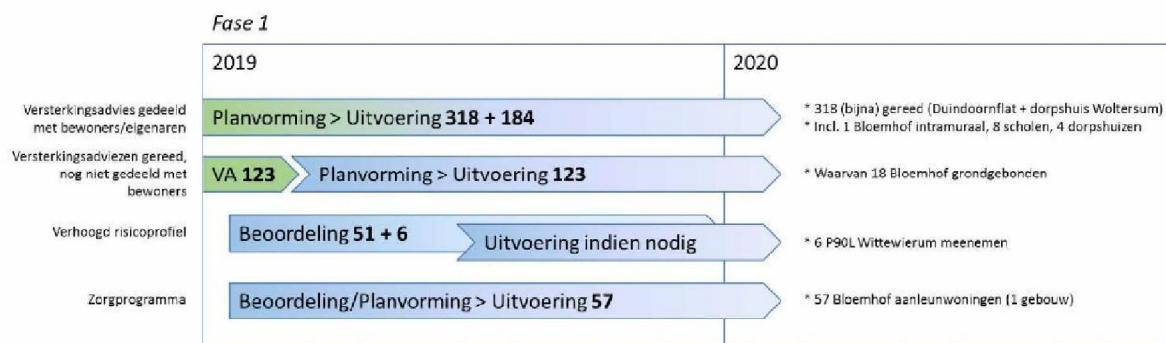 Fase 1
2019
2020
Versterkingsadvies gedeeld
met bewoners/eigenaren
Planvorming > Uitvoering 318 + 184
* 318 (bijna) gereed (Duindoornflat + dorpshuis Woltersum)
* Incl. 1 Bloemhof intramuraal, 8 scholen, 4 dorpshuizen
Versterkingsadviezen gereed,
nog niet gedeeld met
bewoners
VA 123
Planvorming > Uitvoering 123
* Waarvan 18 Bloemhof grondgebonden
Verhoogd risicoprofiel
Beoordeling 51 + 6
Uitvoering indien nodig
* 6 P90L Wittewierum meenemen
Zorgprogramma
Beoordeling/Planvorming > Uitvoering 57
* 57 Bloemhof aanleunwoningen (1 gebouw)